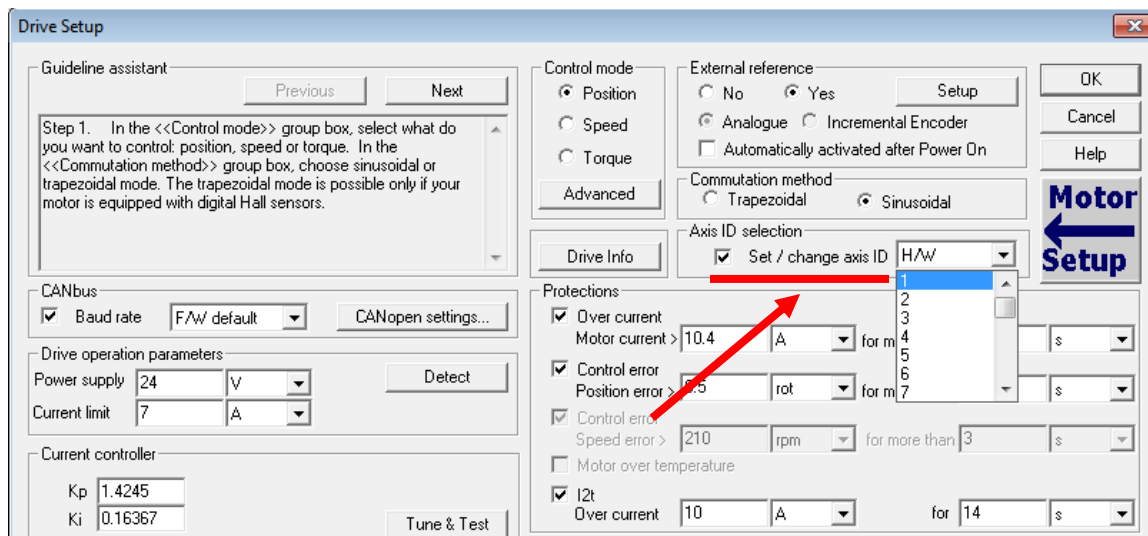 Drive Setup
Guideline assistant
Previous
Next
Step 1. In the <<Control mode>> group box, select what do
you want to control: position, speed or torque. In the
<<Commutation method>> group box, choose sinusoidal or
trapezoidal mode. The trapezoidal mode is possible only if your
motor is equipped with digital Hall sensors.
Control mode
Position
Speed
Torque
Advanced
External reference
No Yes Setup
Analogue Incremental Encoder
Automatically activated after Power On
Commutation method
Trapezoidal Sinusoidal
OK
Cancel
Help
Motor
Setup
Drive Info
Axis ID selection
Set / change axis ID H/W
1
2
3
4
5
6
7
CANbus
Baud rate F/W default CANopen settings...
Drive operation parameters
Power supply 24 V Detect
Current limit 7 A
Current controller
Kp 1.4245
Ki 0.16367
Tune & Test
Protections
Over current
Motor current > 10.4 A for m s
Control error
Position error > .5 rot for m s
Control error
Speed error > 210 rpm for more than 3 s
Motor over temperature
I2t
Over current 10 A for 14 s